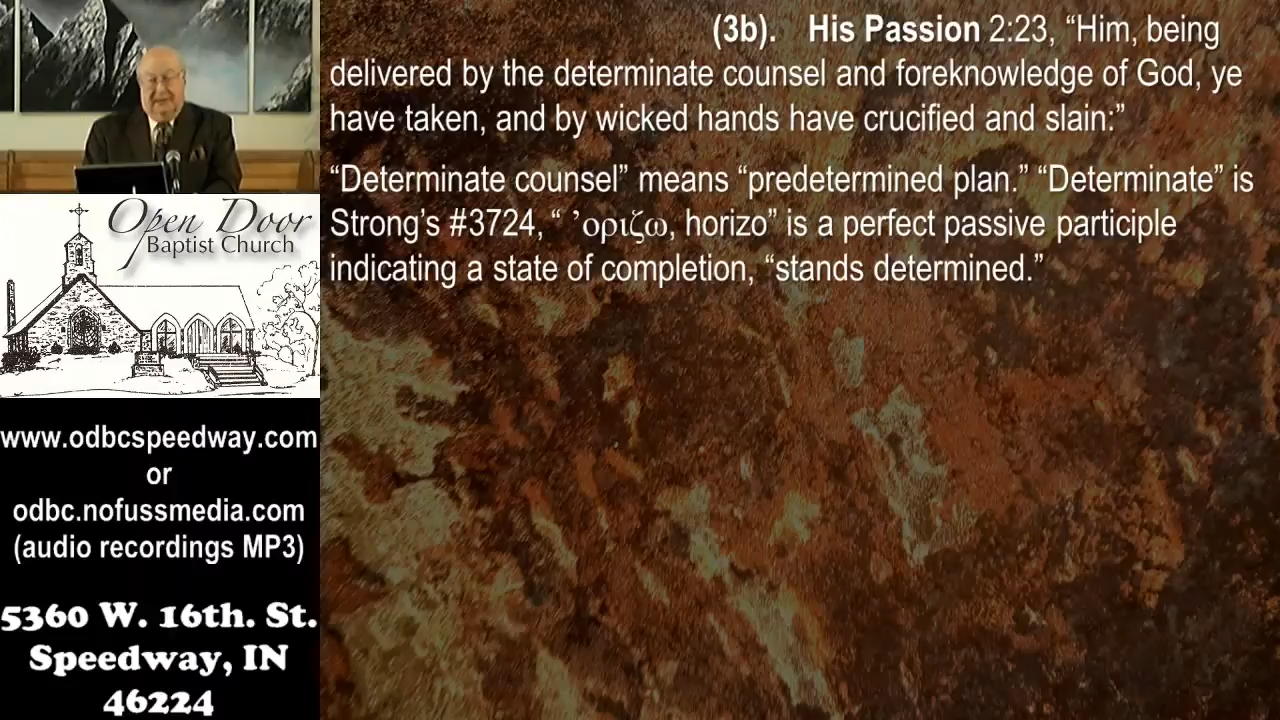 (3b). His Passion 2:23, “Him, being
delivered by the determinate counsel and foreknowledge of God, ye
have taken, and by wicked hands have crucified and slain:”
“Determinate counsel” means “predetermined plan.” “Determinate” is
Strong’s #3724, “ ’οριζω, horizo” is a perfect passive participle
indicating a state of completion, “stands determined.”
Open Door
Baptist Church
www.odbcspeedway.com
or
odbc.nofussmedia.com
(audio recordings MP3)
5360 W. 16th. St.
Speedway, IN
46224